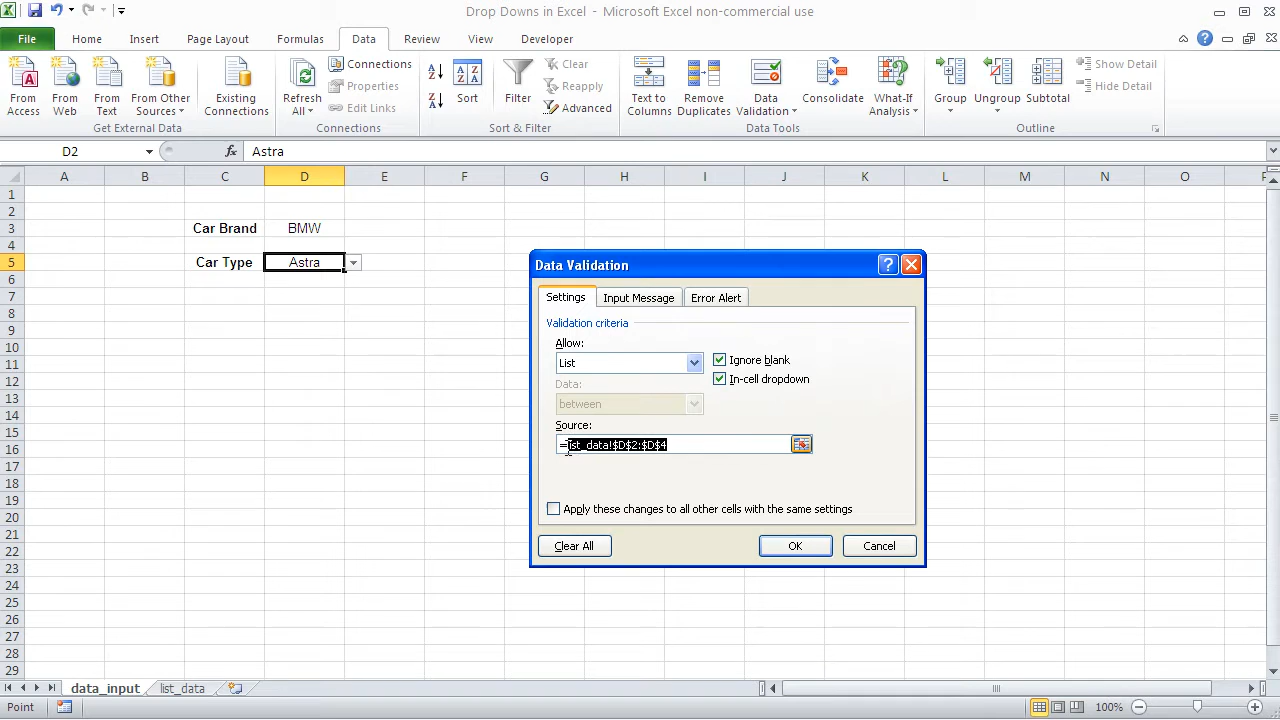 Drop Downs in Excel - Microsoft Excel non-commercial use
File Home Insert Page Layout Formulas Data Review View Developer
From Access
From Web
From Text
From Other Sources
Existing Connections
Get External Data
Refresh All
Connections
Properties
Edit Links
Connections
Sort
Filter
Clear
Reapply
Advanced
Sort & Filter
Text to Columns
Remove Duplicates
Data Validation
Consolidate
What-If Analysis
Data Tools
Group
Ungroup
Subtotal
Show Detail
Hide Detail
Outline
D2 fx Astra
A B C D E F G H I J K L M N O
1
2
3 Car Brand BMW
4
5 Car Type Astra
6
7
8
9
10
11
12
13
14
15
16
17
18
19
20
21
22
23
24
25
26
27
28
29
Data Validation
Settings Input Message Error Alert
Validation criteria
Allow:
List
Ignore blank
In-cell dropdown
Data:
between
Source:
=list_data!$D$2:$D$4
Apply these changes to all other cells with the same settings
Clear All OK Cancel
data_input list_data
Point 100%